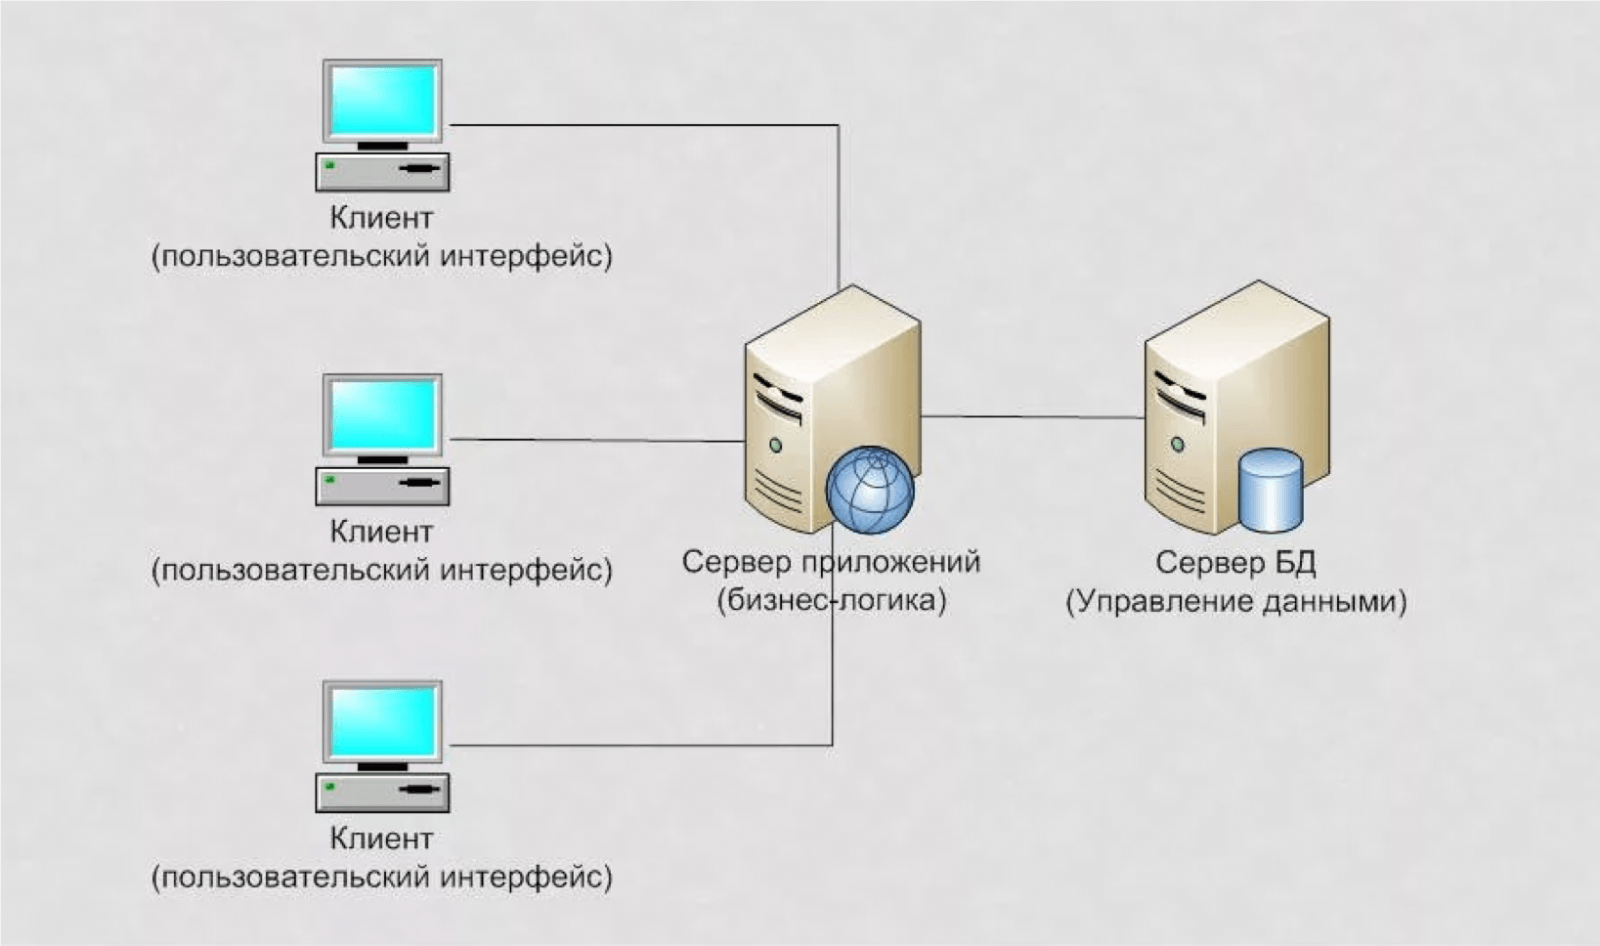 Клиент
(пользовательский интерфейс)
Клиент
(пользовательский интерфейс)
Сервер приложений
(бизнес-логика)
Сервер БД
(Управление данными)
Клиент
(пользовательский интерфейс)